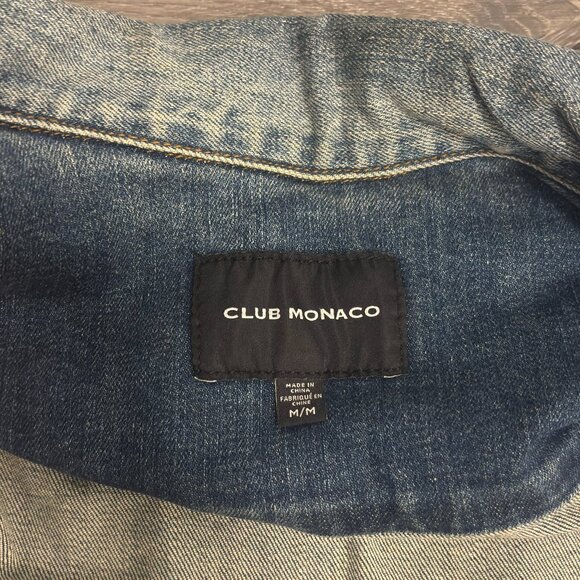 CLUB MONACO
MADE IN
CHINA
FABRIQUÉ EN
CHINE
M/M